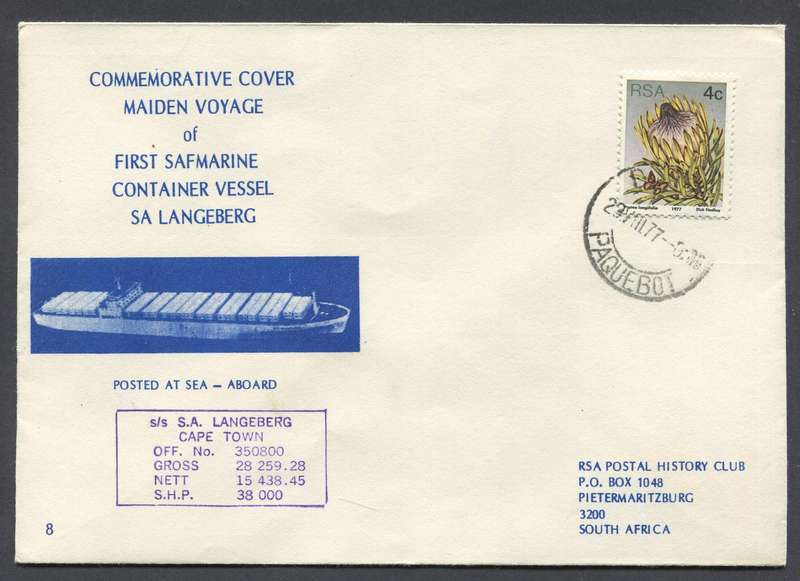 COMMEMORATIVE COVER
MAIDEN VOYAGE
of
FIRST SAFMARINE
CONTAINER VESSEL
SA LANGEBERG
RSA 4c
1977
PAQUEBOT
POSTED AT SEA – ABOARD
s/s S.A. LANGEBERG
CAPE TOWN
OFF. No. 350800
GROSS 28 259.28
NETT 15 438.45
S.H.P. 38 000
RSA POSTAL HISTORY CLUB
P.O. BOX 1048
PIETERMARITZBURG
3200
SOUTH AFRICA
8